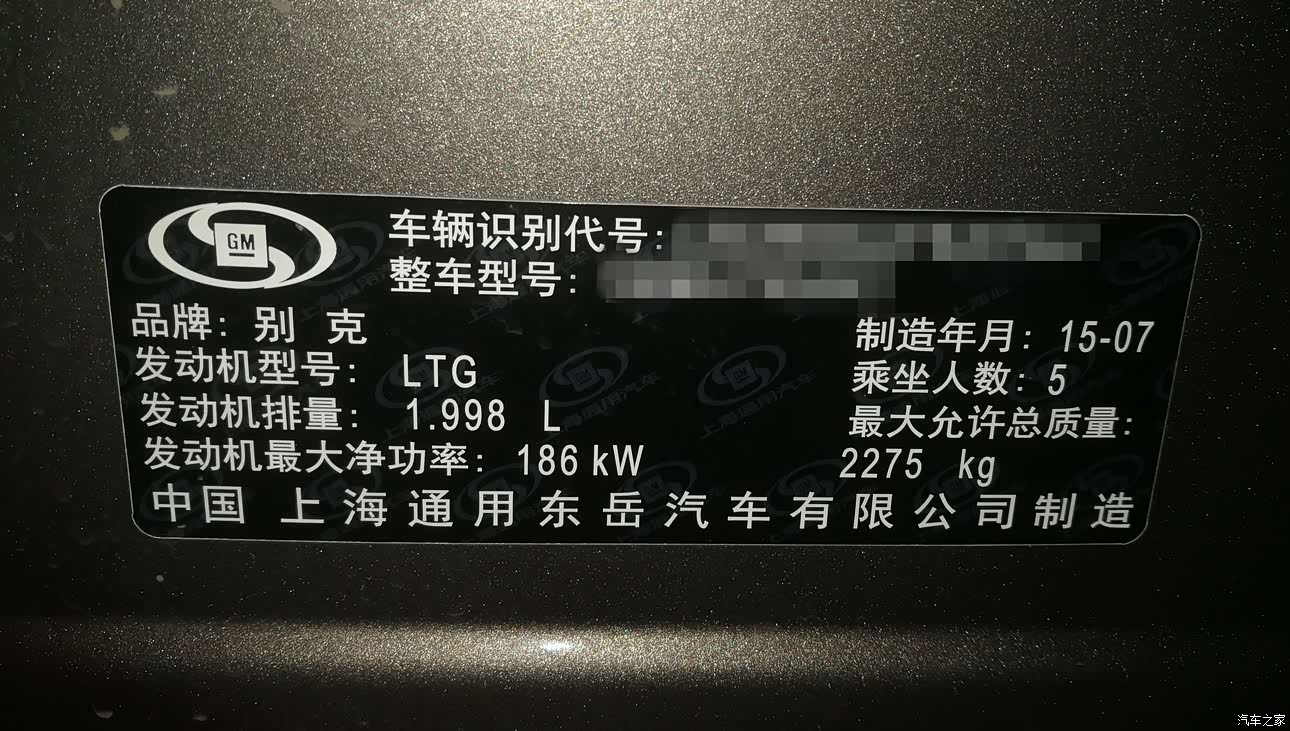 GM
车辆识别代号:
整车型号:
品牌: 别 克
发动机型号: LTG
发动机排量: 1.998 L
发动机最大净功率: 186 kW
制造年月: 15-07
乘坐人数: 5
最大允许总质量:
2275 kg
中国 上海通用东岳汽车有限公司制造
汽车之家